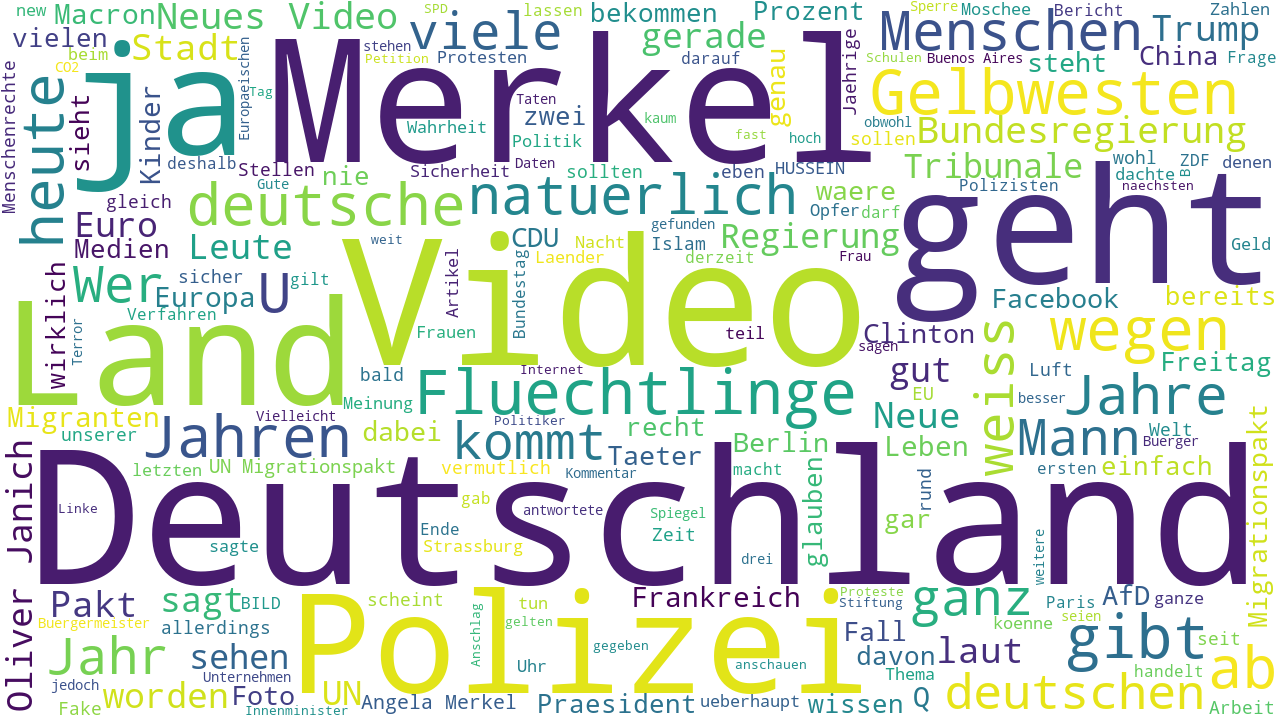 new
Macron
Neues
Video
SPD
lassen
bekommen
Prozent
Sperre
Moschee
Bericht
Zahlen
vielen
ja
Stadt
viele
gerade
Menschen
Trump
beim
stehen
Petition
Protesten
darauf
Jaehrige
Schulen
Buenos Aires
steht
China
Frage
CO2
Merkel
genau
Gelbwesten
Menschenrechte
heute
sieht
Kinder
Europaeischen
Tag
Taten
zwei
kaum
obwohl
Wahrheit
Politik
fast
hoch
sollen
Bundesregierung
deshalb
Stellen
Sicherheit
Daten
sollten
eben
HUSSEIN
Tribunale
wohl
ZDF
denen
dachte
BV
Gute
nie
Polizisten
naechsten
gleich
deutsche
natuerlich
waere
Opfer
darf
geht
Euro
gefunden
Medien
Leute
weit
CDU
Nacht
Islam
Regierung
Geld
Laender
derzeit
Frau
Wer
sicher
gilt
Video
Artikel
Bundestag
Europa
U
Facebook
bereits
wirklich
Land
Verfahren
Terror
Frauen
teil
Clinton
wegen
sagen
weiss
bald
Internet
gut
Luft
Freitag
Fluechtlinge
EU
besser
Jahre
Migranten
Meinung
Vielleicht
Politiker
Neue
unserer
Jahren
dabei
kommt
recht
Berlin
Leben
Mann
Welt
Buerger
Taeter
letzten
UN Migrationspakt
vermutlich
Kommentar
macht
glauben
rund
ersten
einfach
Migrationspakt
Oliver Janich
Deutschland
gab
antwortete
Spiegel
gar
Linke
Ende
Zeit
sagte
Strassburg
drei
weitere
Pakt
sagt
BILD
scheint
Polizei
Anschlag
tun
gelten
Frankreich
Proteste
Stiftung
ganz
Paris
AfD
ganze
Buergermeister
allerdings
koenne
seien
gibt
seit
Fall
gegeben
Jahr
sehen
Uhr
anschauen
davon
laut
handelt
ab
Unternehmen
Thema
jedoch
worden
Foto
UN
Angela Merkel
Praesident
ueberhaupt
wissen
Q
deutschen
Fake
Innenminister
Arbeit